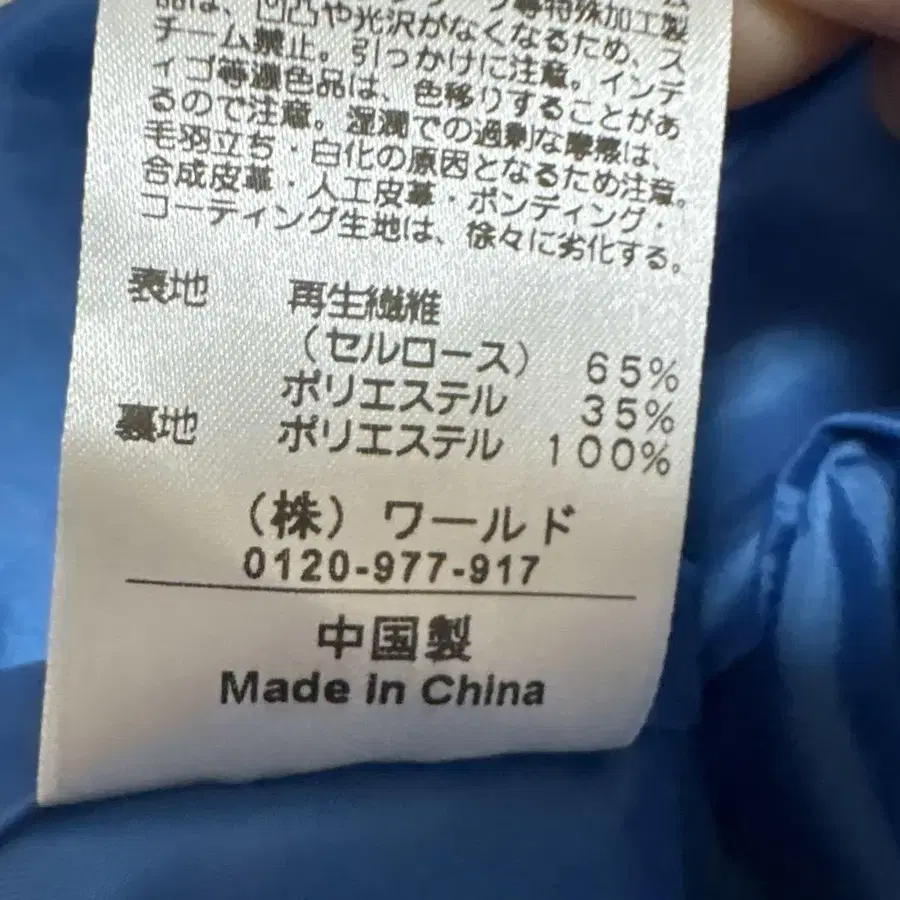 等特殊加工製
品は、凹凸や光沢がなくなるため、ス
チーム禁止。引っかけに注意。インデ
ィゴ等濃色品は、色移りすることがあ
るので注意。湿潤での過剰な摩擦は、
毛羽立ち・白化の原因となるため注意。
合成皮革・人工皮革・ボンディング・
コーティング生地は、徐々に劣化する。
表地 再生繊維
（セルロース） 65%
ポリエステル 35%
裏地 ポリエステル 100%
（株）ワールド
0120-977-917
中国製
Made in China